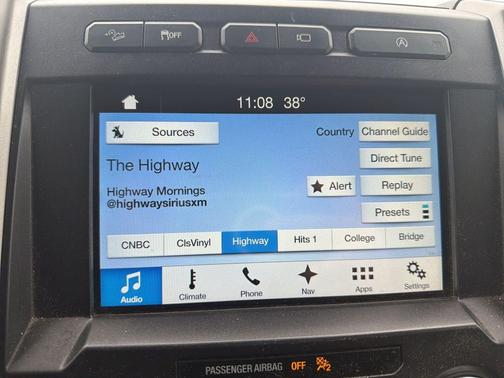 OFF
A
11:08 38°
Sources
Country
Channel Guide
The Highway
Direct Tune
Highway Mornings
Alert
Replay
@highwaysiriusxm
Presets
CNBC ClsVinyl Highway Hits 1 College Bridge
Audio Climate Phone Nav Apps Settings
PASSENGER AIRBAG OFF 2